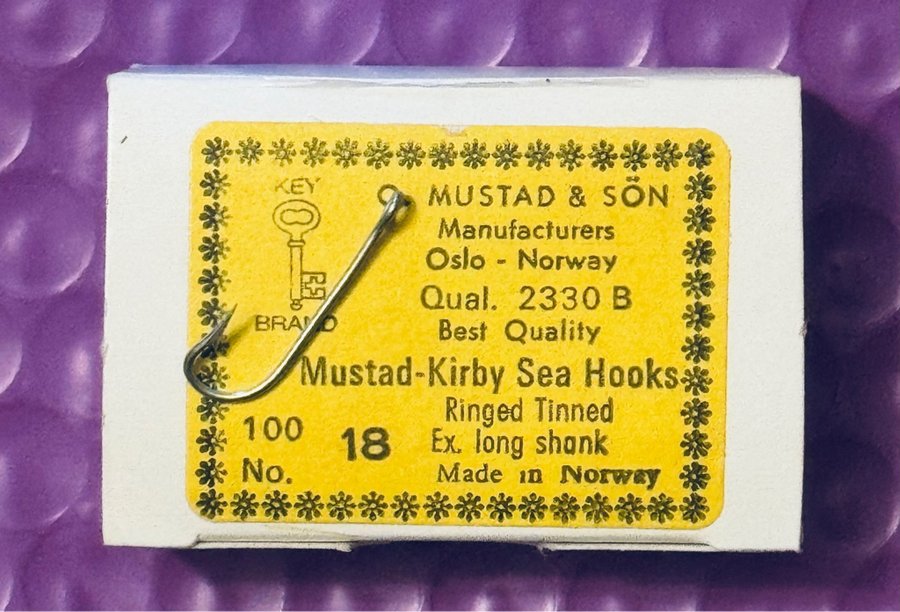 KEY
BRAND
O. MUSTAD & SÖN
Manufacturers
Oslo - Norway
Qual. 2330 B
Best Quality
Mustad-Kirby Sea Hooks
Ringed Tinned
Ex. long shank
Made in Norway
100
No. 18